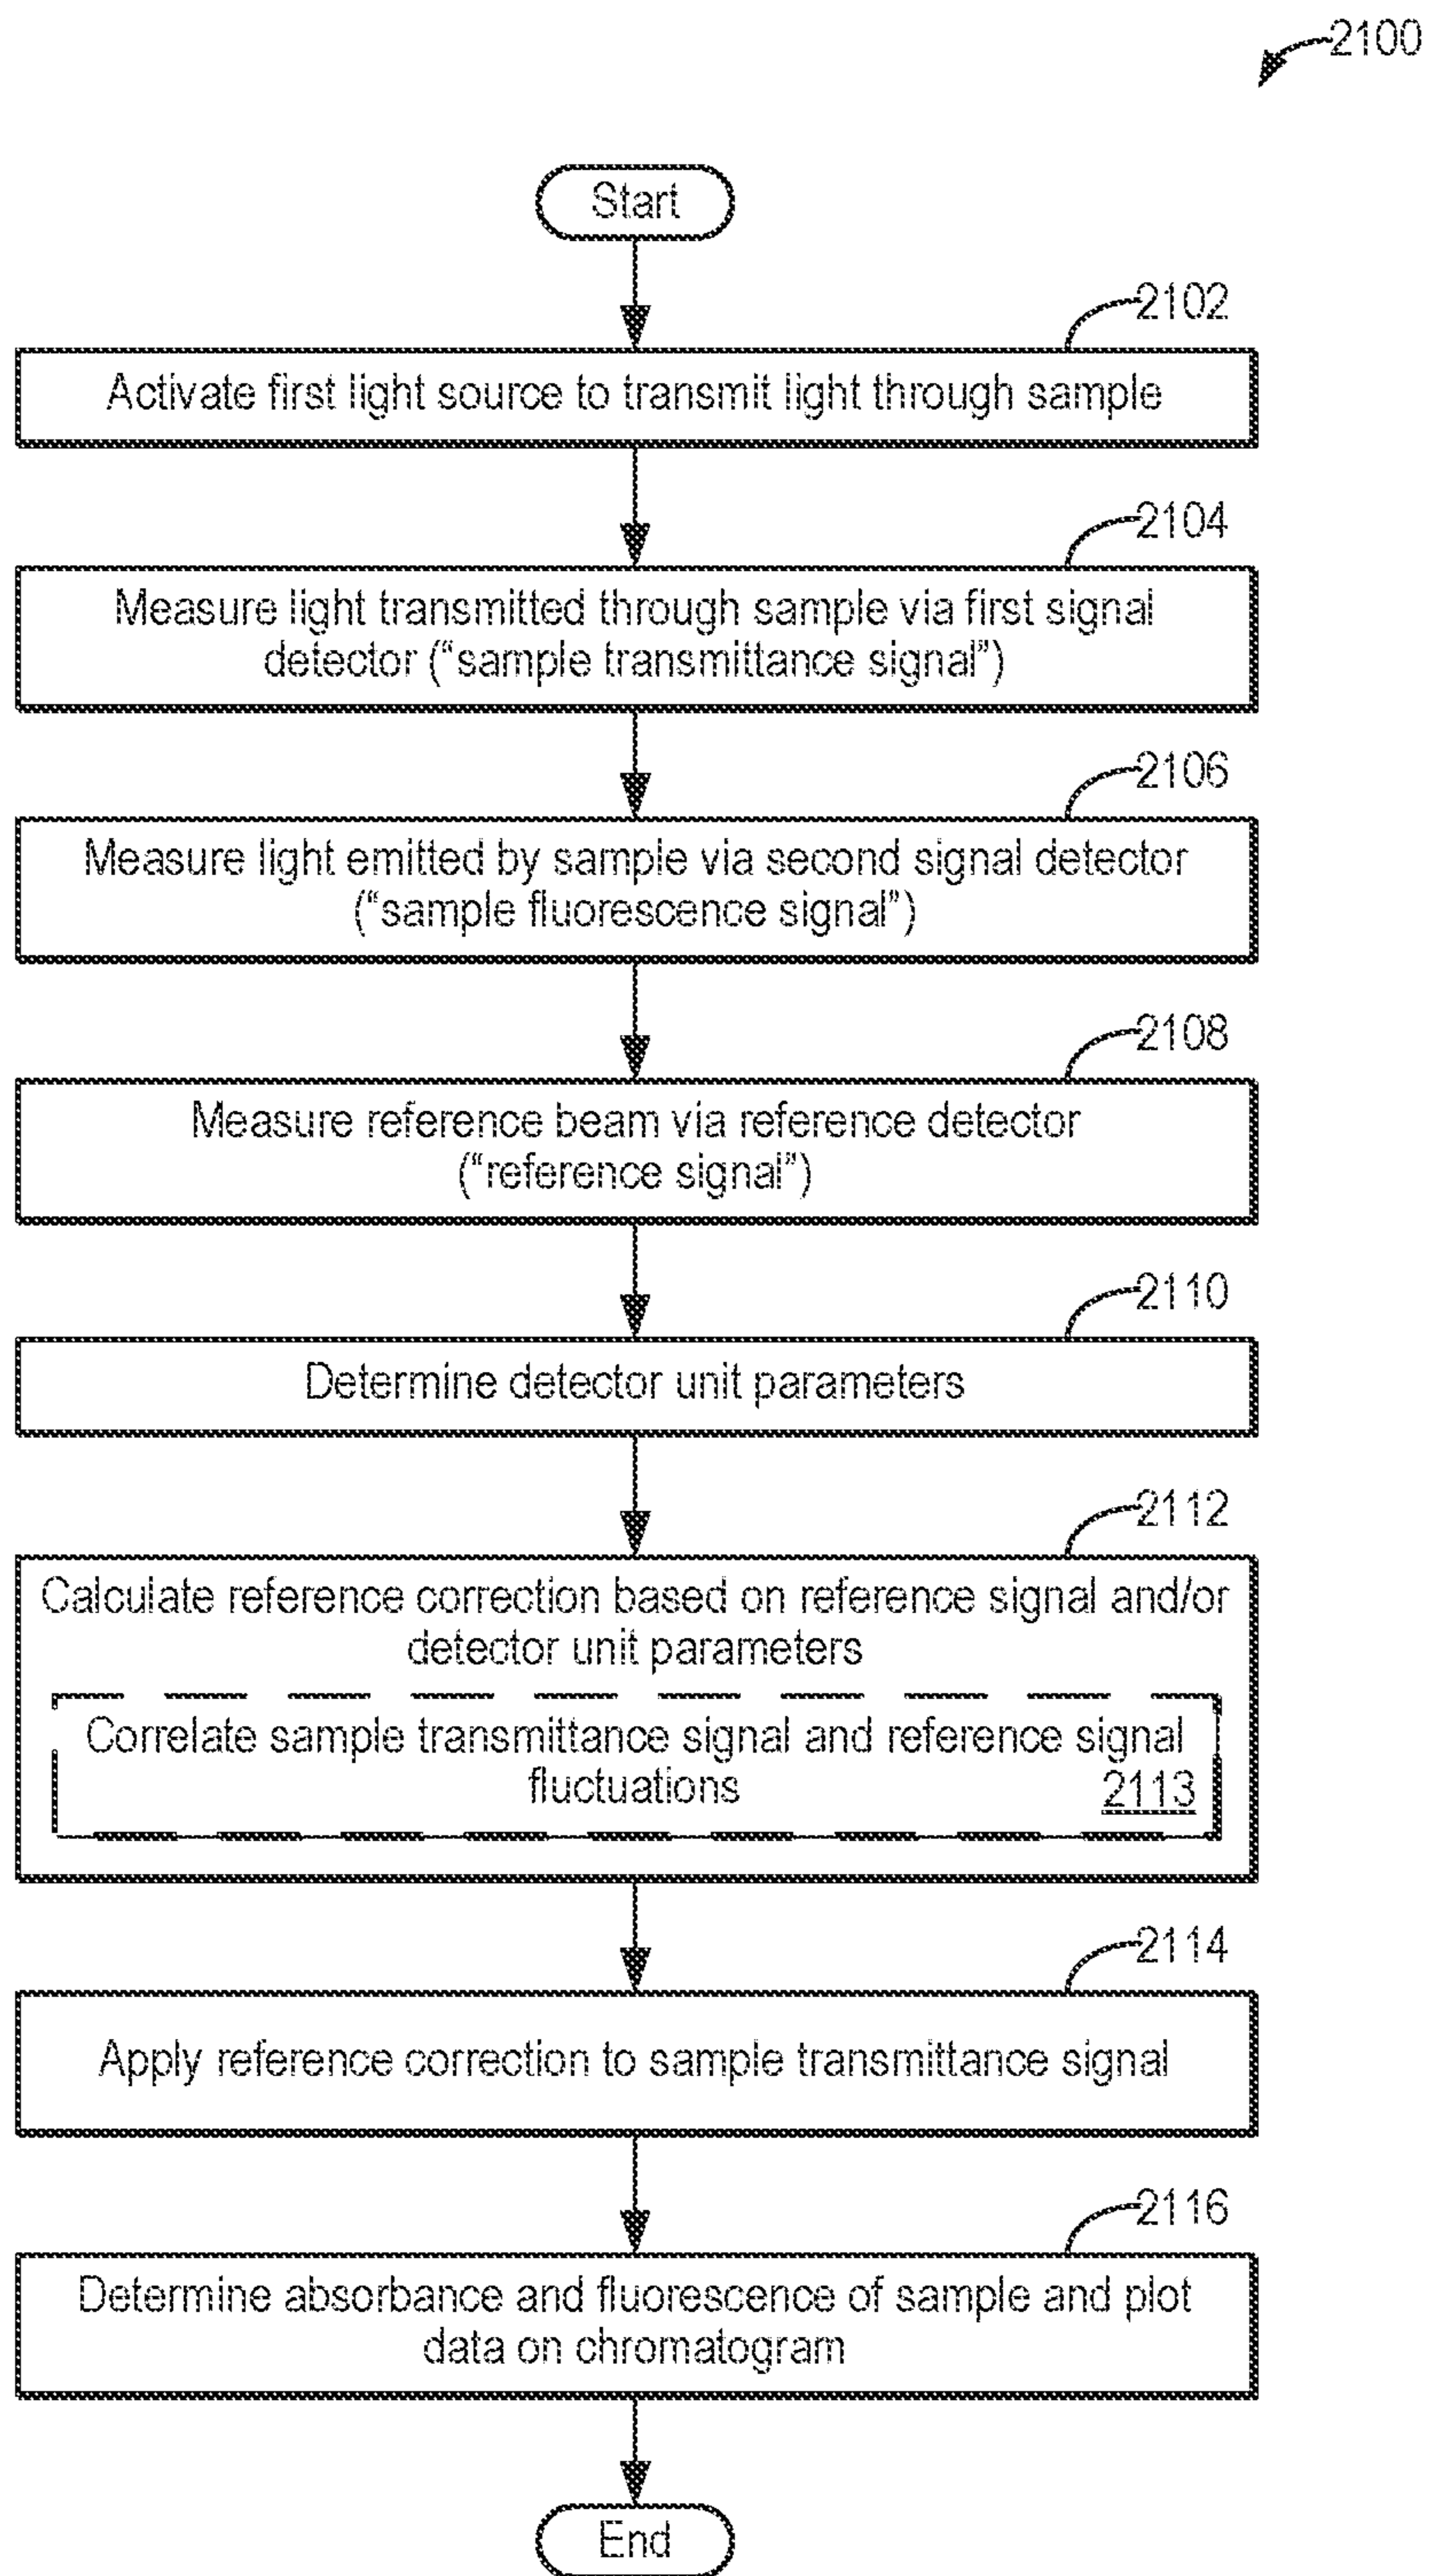 2100
Start
2102
Activate first light source to transmit light through sample
2104
Measure light transmitted through sample via first signal
detector (“sample transmittance signal”)
2106
Measure light emitted by sample via second signal detector
(“sample fluorescence signal”)
2108
Measure reference beam via reference detector
(“reference signal”)
2110
Determine detector unit parameters
2112
Calculate reference correction based on reference signal and/or
detector unit parameters
Correlate sample transmittance signal and reference signal
fluctuations
2113
2114
Apply reference correction to sample transmittance signal
2116
Determine absorbance and fluorescence of sample and plot
data on chromatogram
End